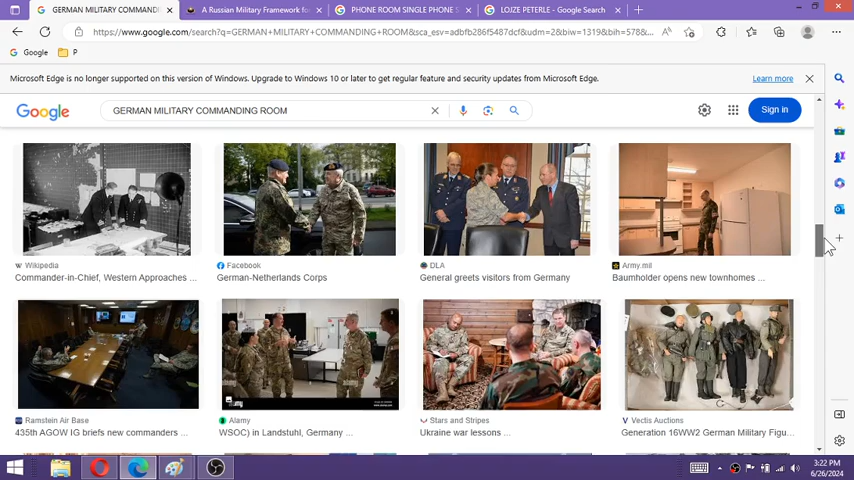 GERMAN MILITARY COMMAND
A Russian Military Framework fo
PHONE ROOM SINGLE PHONE S
LOJZE PETERLE - Google Search
https://www.google.com/search?q=GERMAN+MILITARY+COMMANDING+ROOM&sca_esv=adbfb286f5487dcf&udm=2&biw=1319&bih=578&...
Google
P
Microsoft Edge is no longer supported on this version of Windows. Upgrade to Windows 10 or later to get regular feature and security updates from Microsoft Edge.
Learn more
Google
GERMAN MILITARY COMMANDING ROOM
Sign in
Wikipedia
Commander-in-Chief, Western Approaches ...
Facebook
German-Netherlands Corps
DLA
General greets visitors from Germany
Army.mil
Baumholder opens new townhomes ...
Ramstein Air Base
435th AGOW IG briefs new commanders ...
Alamy
WSOC) in Landstuhl, Germany ...
Stars and Stripes
Ukraine war lessons ...
Vectis Auctions
Generation 16WW2 German Military Figu...
3:22 PM
6/26/2024